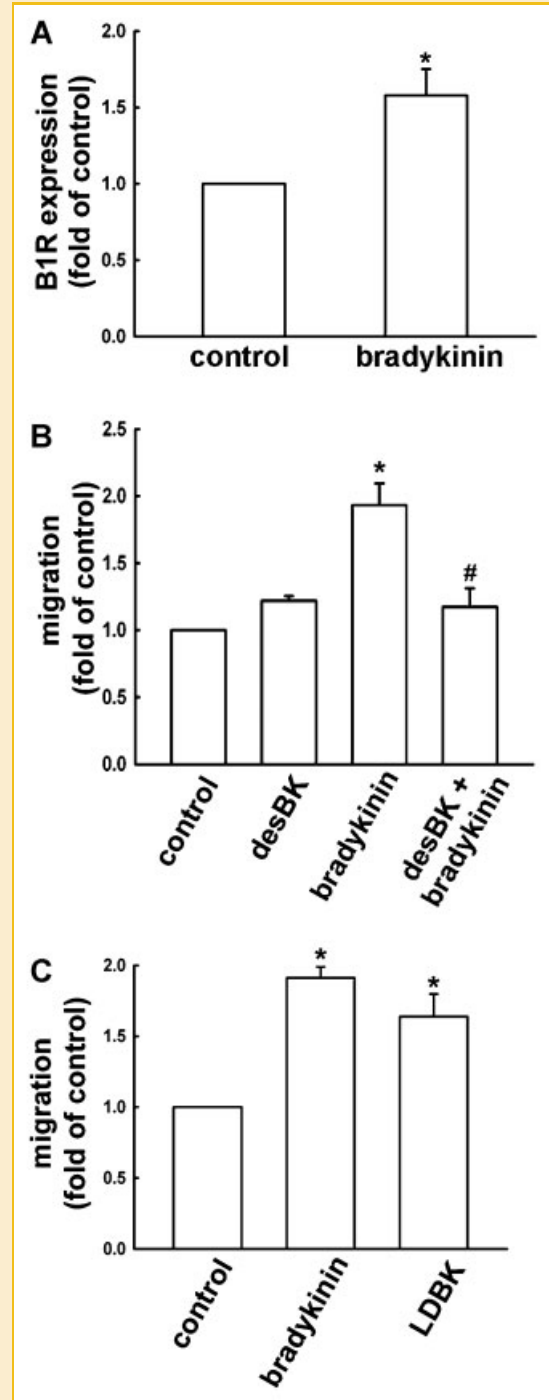 A
B1R expression
(fold of control)
2.0
1.5
1.0
0.5
0.0
*
control
bradykinin
B
migration
(fold of control)
2.5
2.0
1.5
1.0
0.5
0.0
*
#
control
desBK
bradykinin
desBK +
bradykinin
C
migration
(fold of control)
2.0
1.5
1.0
0.5
0.0
*
*
control
bradykinin
LDBK